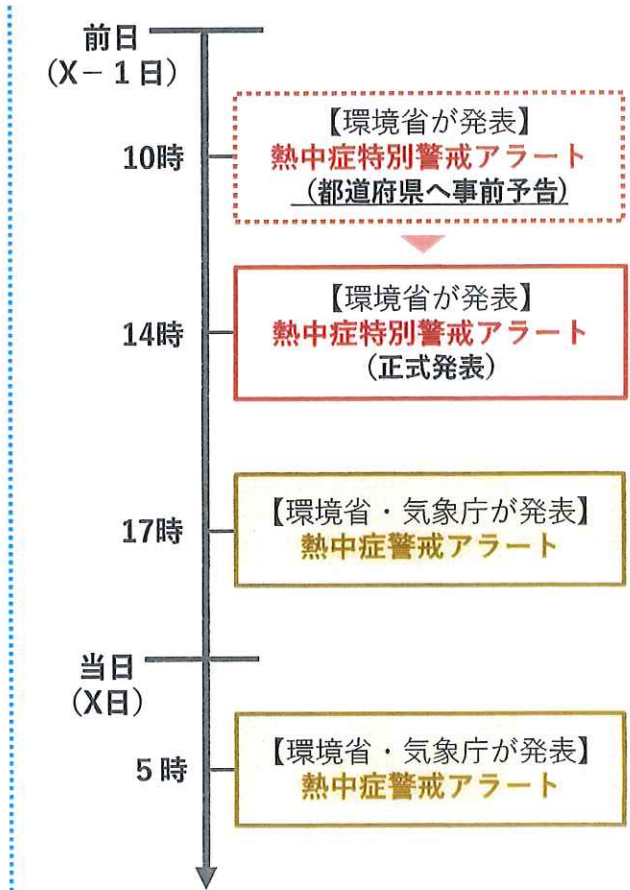 前日
(X－1日)
10時
【環境省が発表】
熱中症特別警戒アラート
(都道府県へ事前予告)
14時
【環境省が発表】
熱中症特別警戒アラート
(正式発表)
17時
【環境省・気象庁が発表】
熱中症警戒アラート
当日
(X日)
5時
【環境省・気象庁が発表】
熱中症警戒アラート